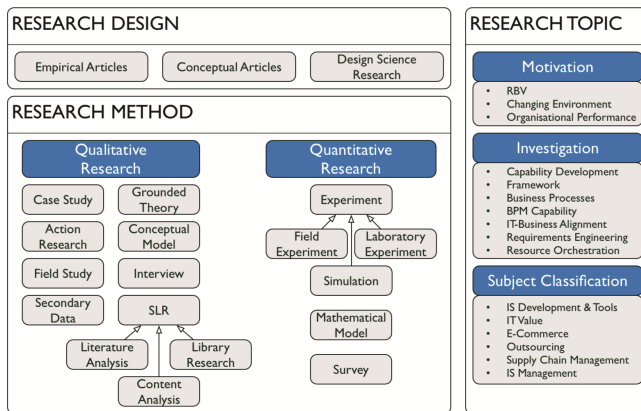 RESEARCH DESIGN
Empirical Articles
Conceptual Articles
Design Science
Research
RESEARCH METHOD
Qualitative
Research
Case Study
Grounded
Theory
Action
Research
Conceptual
Model
Field Study
Interview
Secondary
Data
SLR
Literature
Analysis
Library
Research
Content
Analysis
Quantitative
Research
Experiment
Field
Experiment
Laboratory
Experiment
Simulation
Mathematical
Model
Survey
RESEARCH TOPIC
Motivation
• RBV
• Changing Environment
• Organisational Performance
Investigation
• Capability Development
• Framework
• Business Processes
• BPM Capability
• IT-Business Alignment
• Requirements Engineering
• Resource Orchestration
Subject Classification
• IS Development & Tools
• IT Value
• E-Commerce
• Outsourcing
• Supply Chain Management
• IS Management